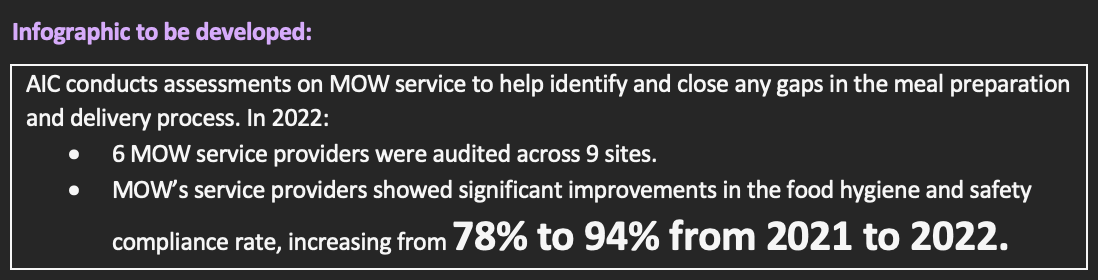 Infographic to be developed:
AIC conducts assessments on MOW service to help identify and close any gaps in the meal preparation
and delivery process. In 2022:
• 6 MOW service providers were audited across 9 sites.
• MOW’s service providers showed significant improvements in the food hygiene and safety
compliance rate, increasing from 78% to 94% from 2021 to 2022.